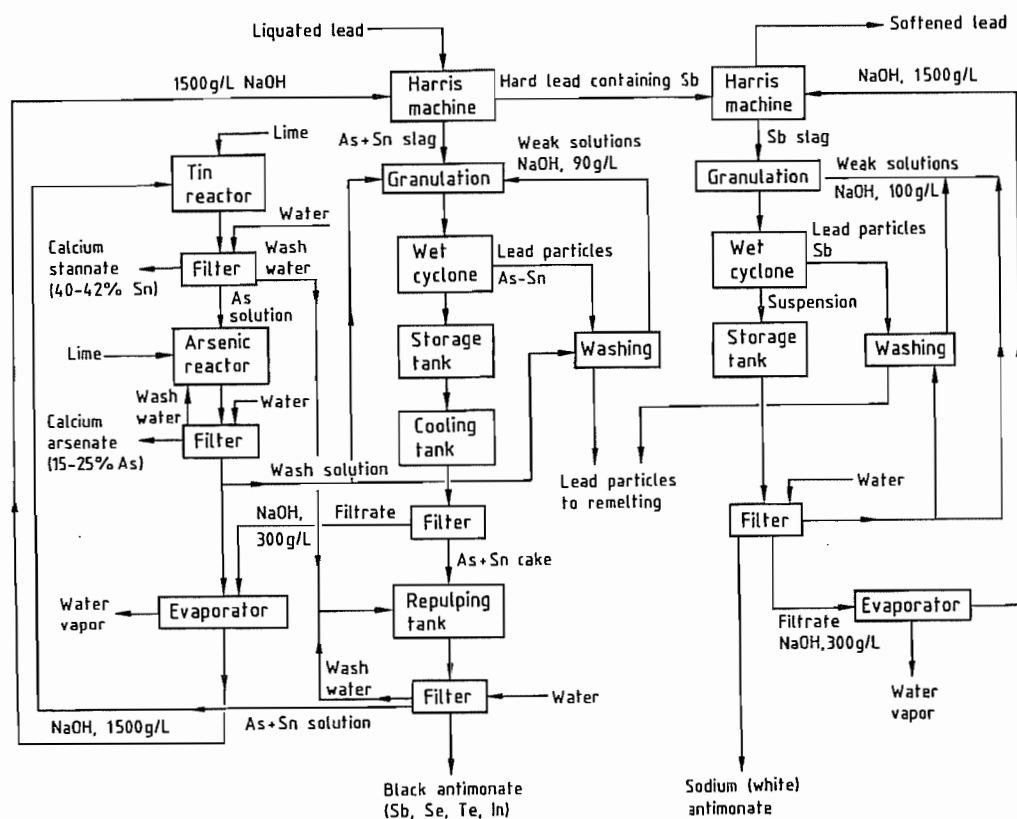 Liquated lead
Softened lead
1500g/L NaOH
Harris
machine
Hard lead containing Sb
Harris
machine
NaOH, 1500g/L
Lime
As+Sn slag
Weak solutions
NaOH, 90g/L
Sb slag
Tin
reactor
Granulation
Granulation
Weak solutions
NaOH, 100g/L
Water
Wash
water
Calcium
stannate
(40-42% Sn)
Filter
Wet
cyclone
Lead particles
As-Sn
Wet
cyclone
Lead particles
Sb
As
solution
Suspension
Lime
Arsenic
reactor
Storage
tank
Washing
Storage
tank
Washing
Wash
water
Water
Calcium
arsenate
(15-25% As)
Filter
Cooling
tank
Wash solution
Lead particles
to remelting
Water
NaOH,
300g/L
Filtrate
Filter
Filter
As+Sn cake
Water
vapor
Evaporator
Repulping
tank
Filtrate
NaOH,300g/L
Evaporator
Wash
water
Filter
Water
Water
vapor
NaOH, 1500g/L
As+Sn solution
Black antimonate
(Sb, Se, Te, In)
Sodium (white)
antimonate